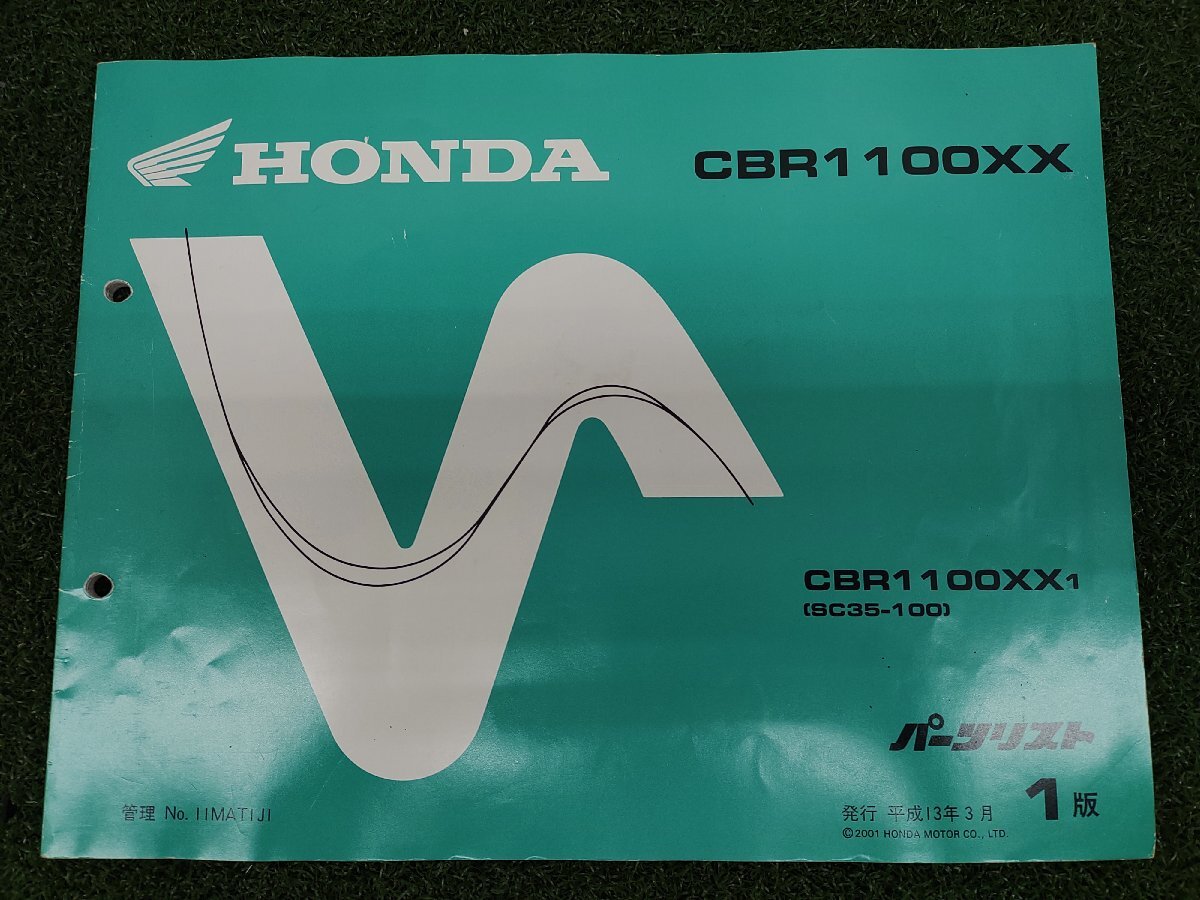 HONDA
CBR1100XX
CBR1100XX1
(SC35-100)
パーツリスト
1版
管理 No. 11MAT1J1
発行 平成13年3月
©2001 HONDA MOTOR CO., LTD.